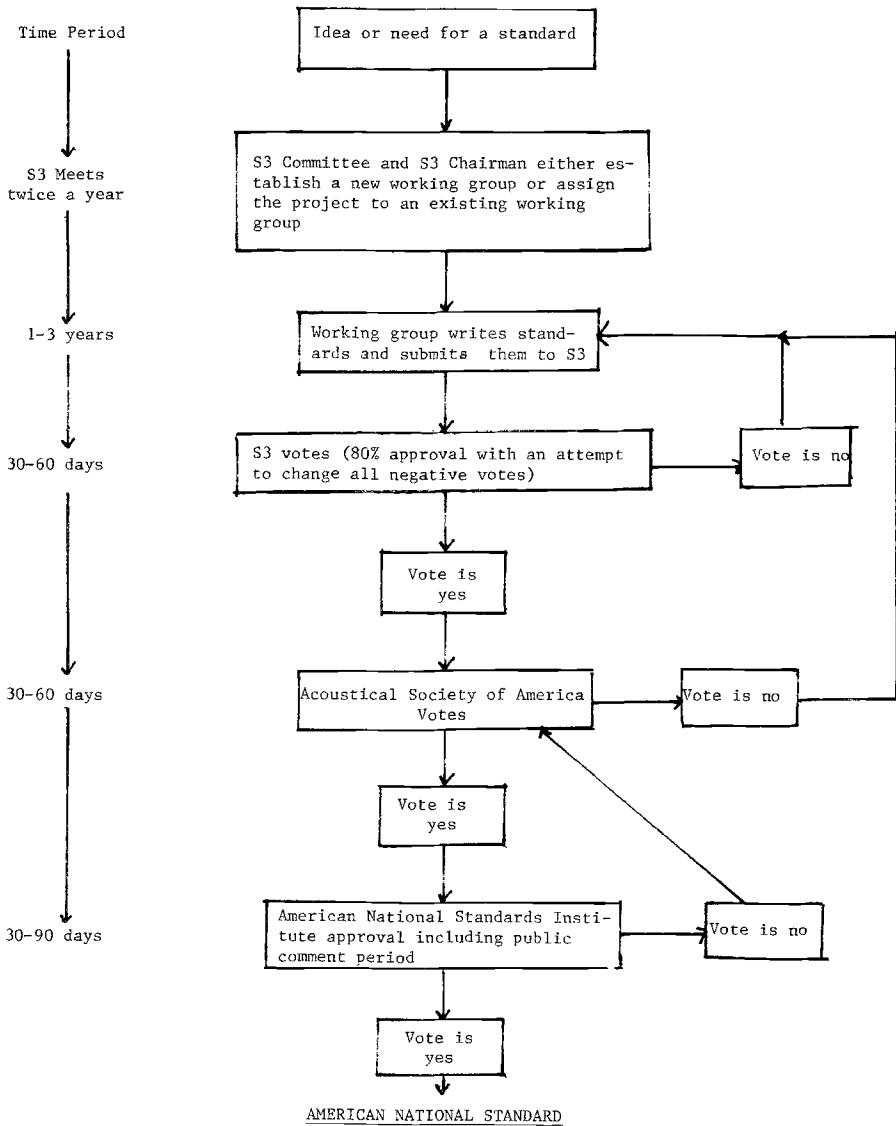 Time Period
Idea or need for a standard
S3 Meets
twice a year
S3 Committee and S3 Chairman either es-
tablish a new working group or assign
the project to an existing working
group
1-3 years
Working group writes stand-
ards and submits them to S3
30-60 days
S3 votes (80% approval with an attempt
to change all negative votes)
Vote is no
Vote is
yes
30-60 days
Acoustical Society of America
Votes
Vote is no
Vote is
yes
30-90 days
American National Standards Insti-
tute approval including public
comment period
Vote is no
Vote is
yes
AMERICAN NATIONAL STANDARD